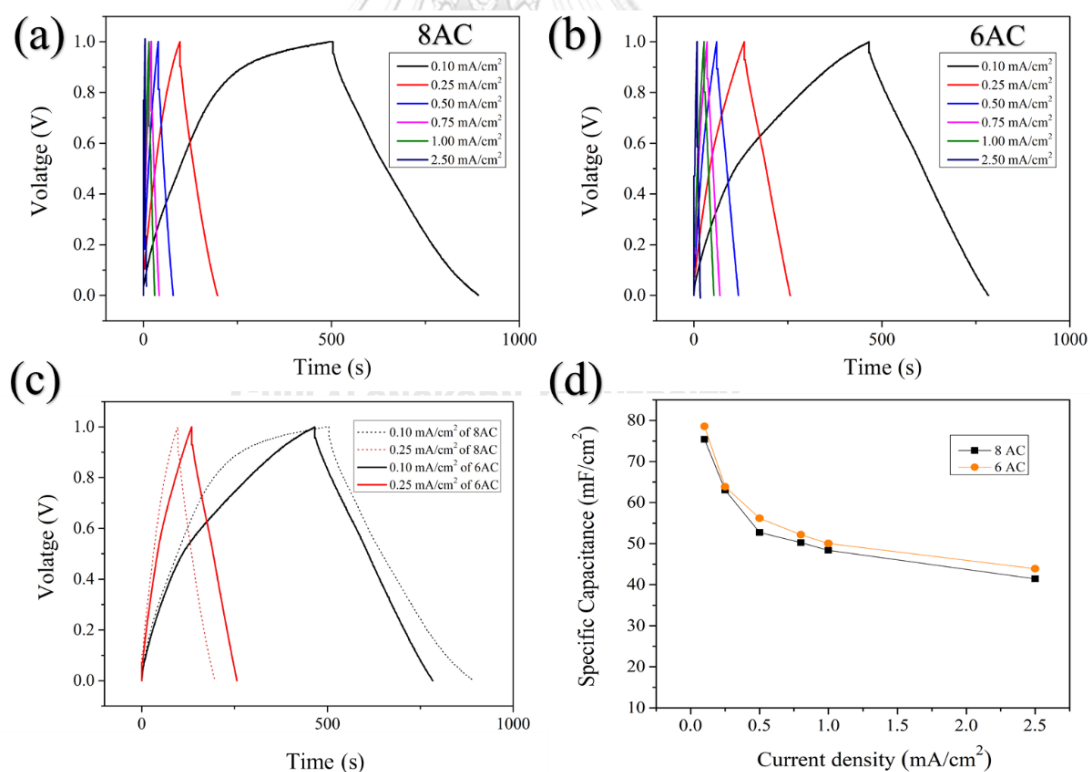 (a)
8AC
0.10 mA/cm²
0.25 mA/cm²
0.50 mA/cm²
0.75 mA/cm²
1.00 mA/cm²
2.50 mA/cm²
1.0
0.8
0.6
0.4
0.2
0.0
Volatge (V)
0
500
1000
Time (s)
(b)
6AC
0.10 mA/cm²
0.25 mA/cm²
0.50 mA/cm²
0.75 mA/cm²
1.00 mA/cm²
2.50 mA/cm²
1.0
0.8
0.6
0.4
0.2
0.0
Volatge (V)
0
500
1000
Time (s)
(c)
0.10 mA/cm² of 8AC
0.25 mA/cm² of 8AC
0.10 mA/cm² of 6AC
0.25 mA/cm² of 6AC
1.0
0.8
0.6
0.4
0.2
0.0
Volatge (V)
0
500
1000
Time (s)
(d)
8 AC
6 AC
80
70
60
50
40
30
20
10
Specific Capacitance (mF/cm²)
0.0
0.5
1.0
1.5
2.0
2.5
Current density (mA/cm²)